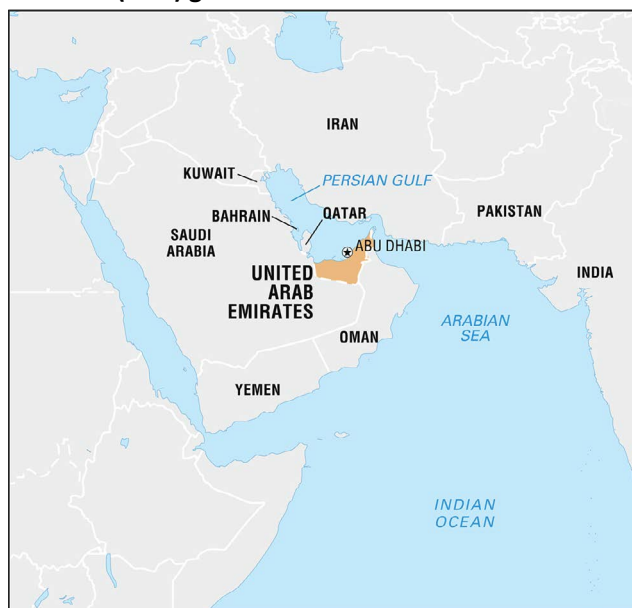 IRAN
KUWAIT
PERSIAN GULF
BAHRAIN
QATAR
PAKISTAN
SAUDI
ARABIA
ABU DHABI
UNITED
ARAB
EMIRATES
INDIA
ARABIAN
SEA
OMAN
YEMEN
INDIAN
OCEAN